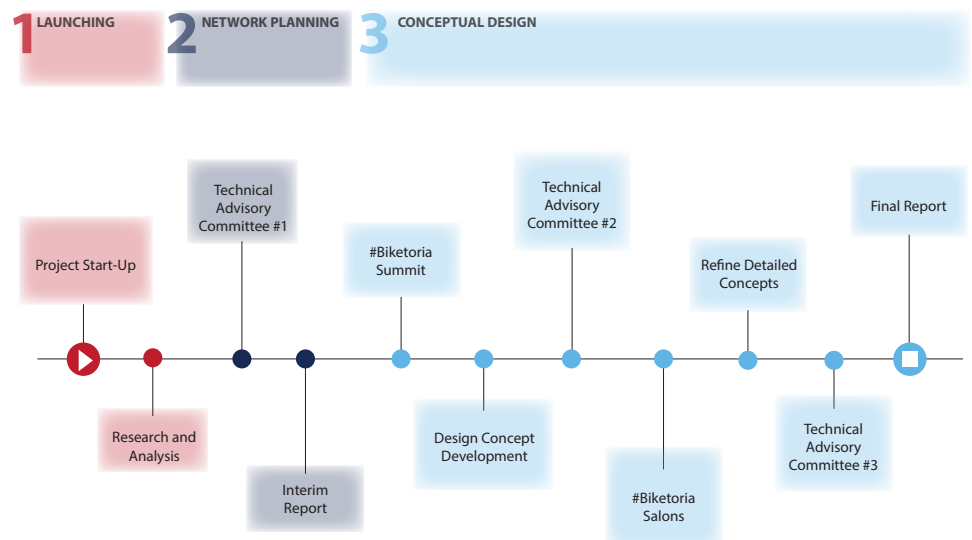 1 LAUNCHING
2 NETWORK PLANNING
3 CONCEPTUAL DESIGN
Project Start-Up
Research and
Analysis
Technical
Advisory
Committee #1
Interim
Report
#Biketoria
Summit
Design Concept
Development
Technical
Advisory
Committee #2
#Biketoria
Salons
Refine Detailed
Concepts
Technical
Advisory
Committee #3
Final Report